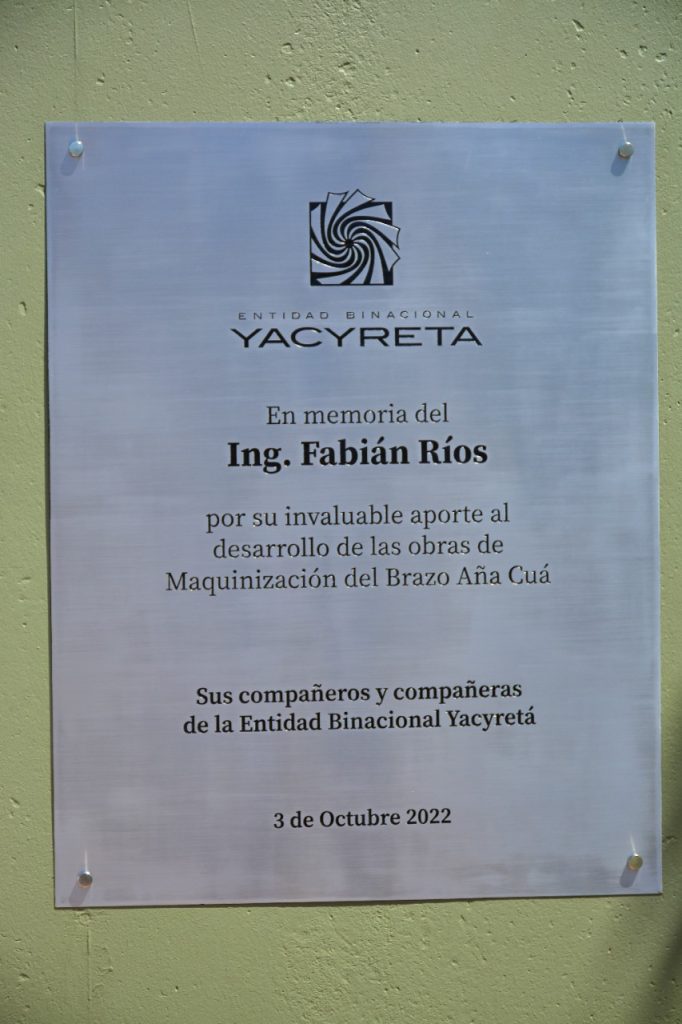 ENTIDAD BINACIONAL
YACYRETA
En memoria del
Ing. Fabián Ríos
por su invaluable aporte al
desarrollo de las obras de
Maquinización del Brazo Aña Cuá
Sus compañeros y compañeras
de la Entidad Binacional Yacyretá
3 de Octubre 2022